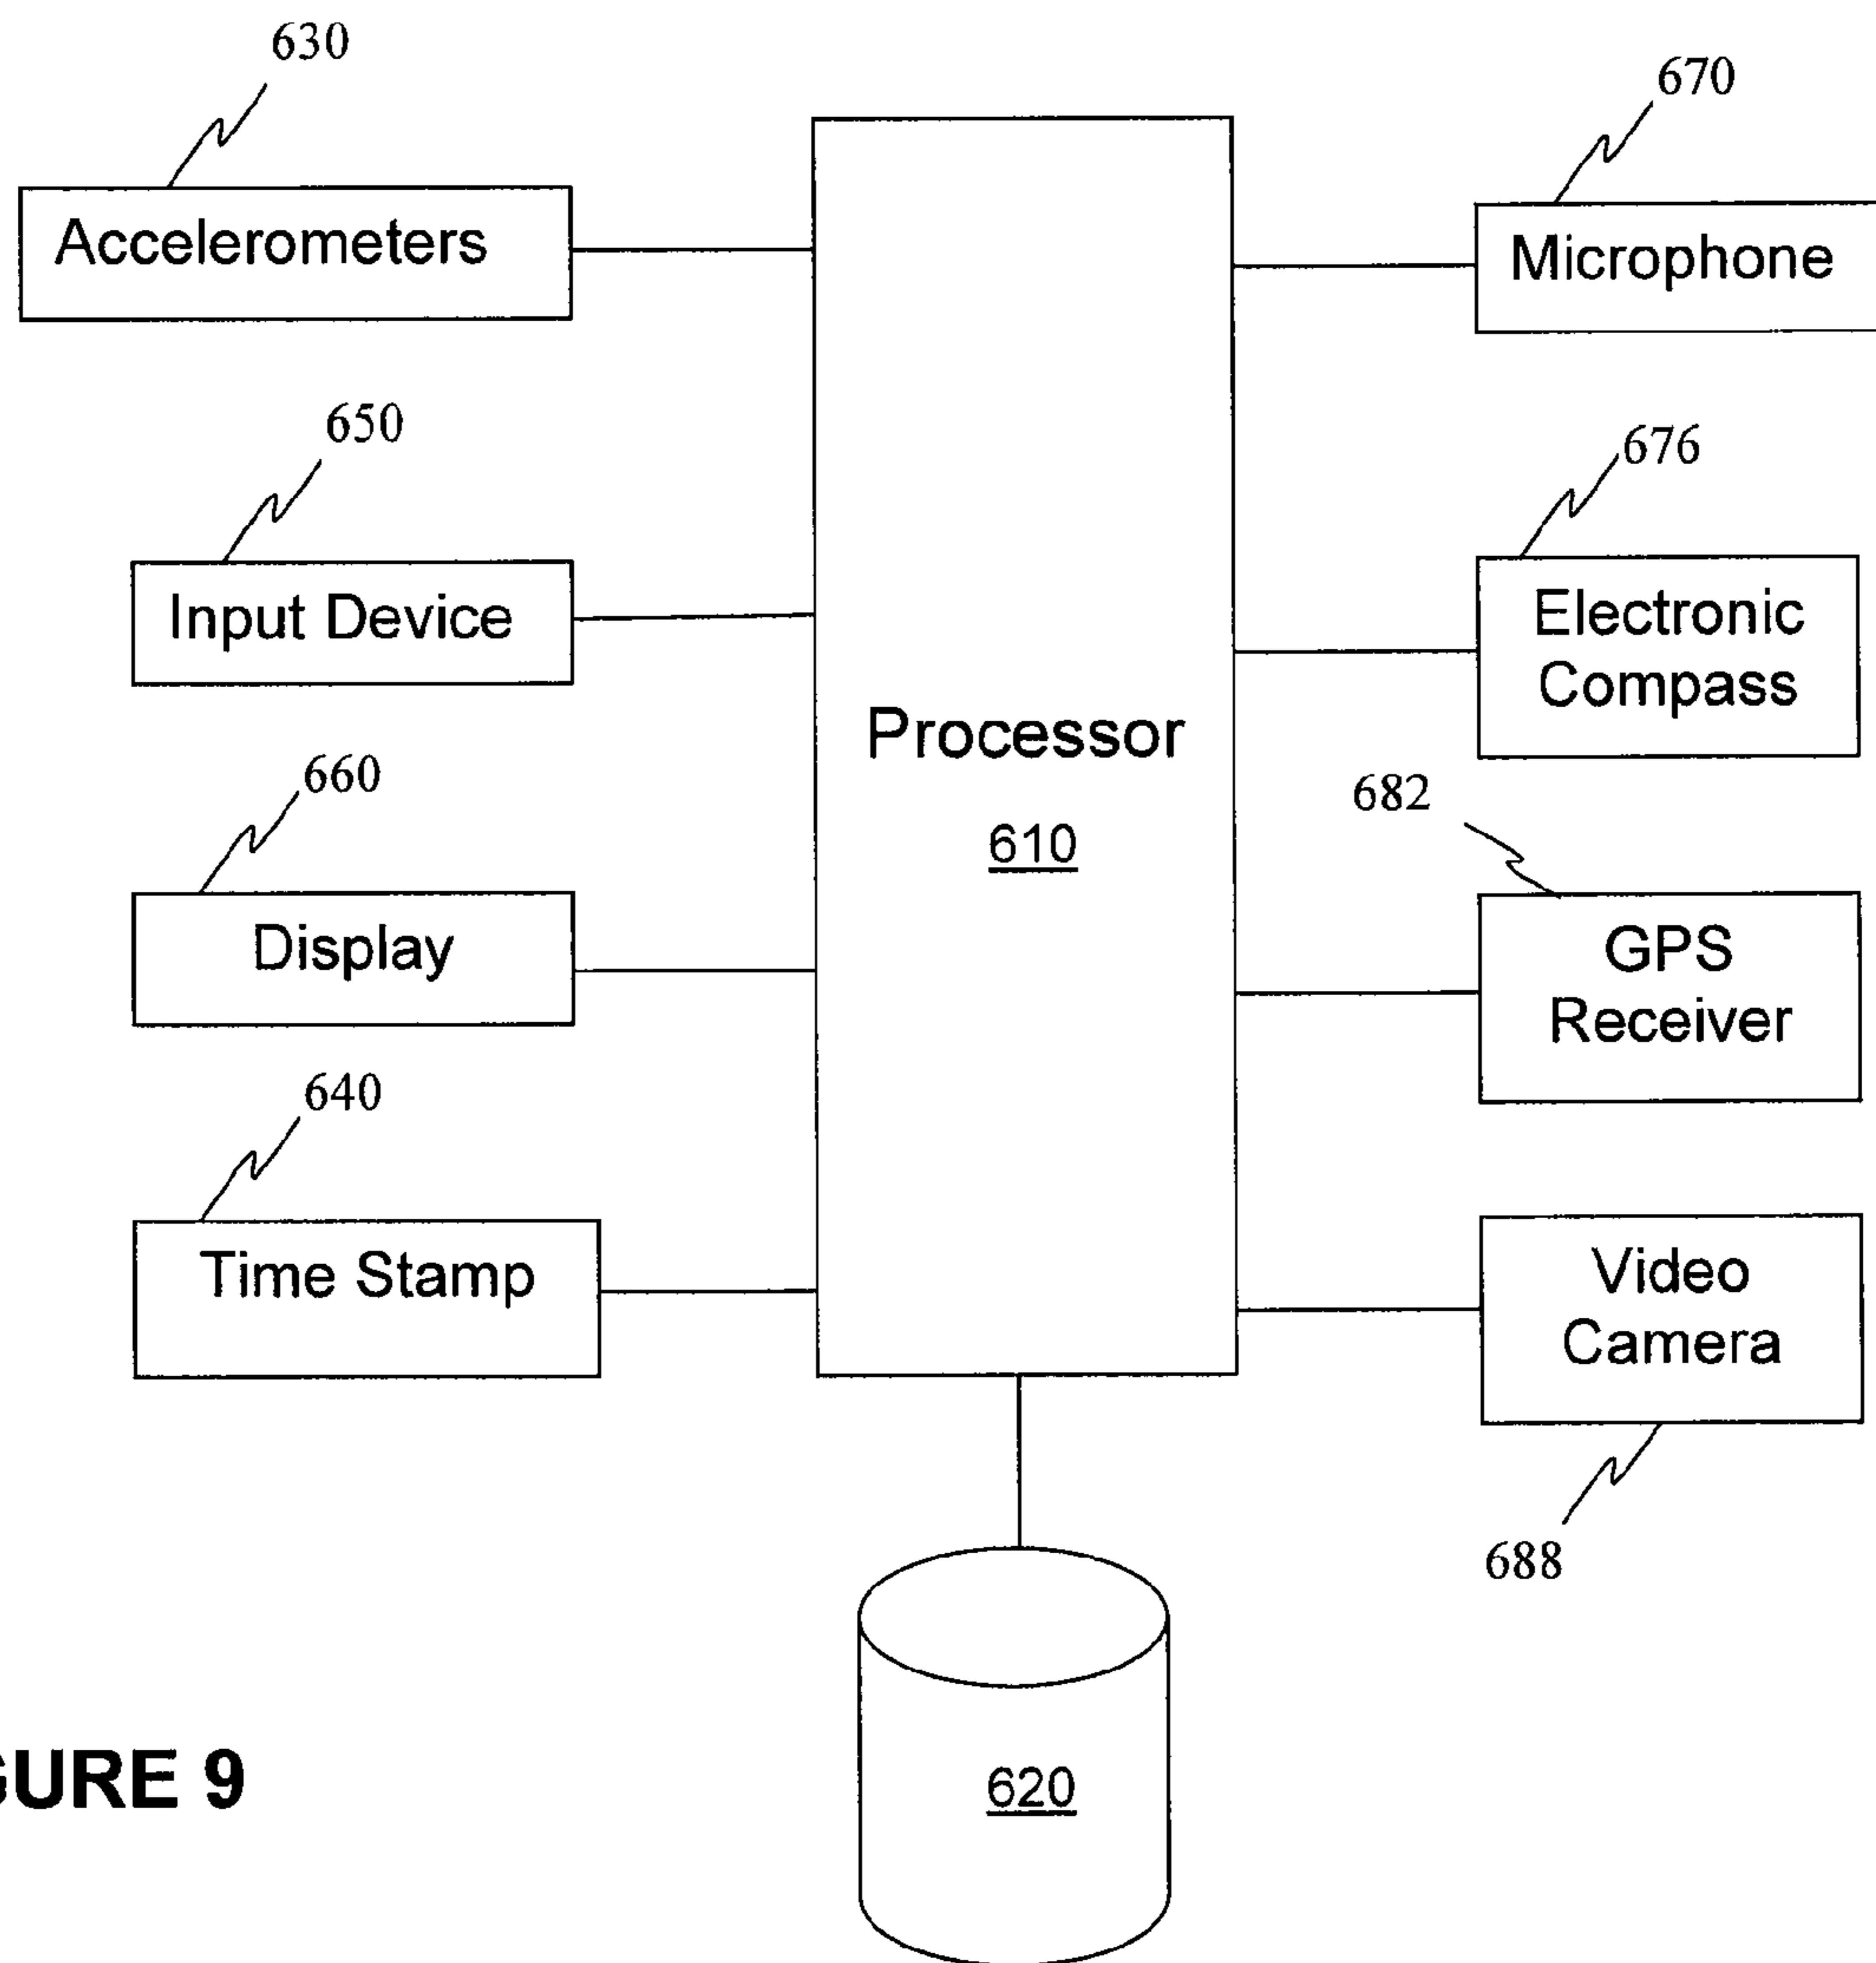 630
Accelerometers
650
Input Device
660
Display
640
Time Stamp
Processor
610
670
Microphone
676
Electronic
Compass
682
GPS
Receiver
Video
Camera
688
620
GURE 9